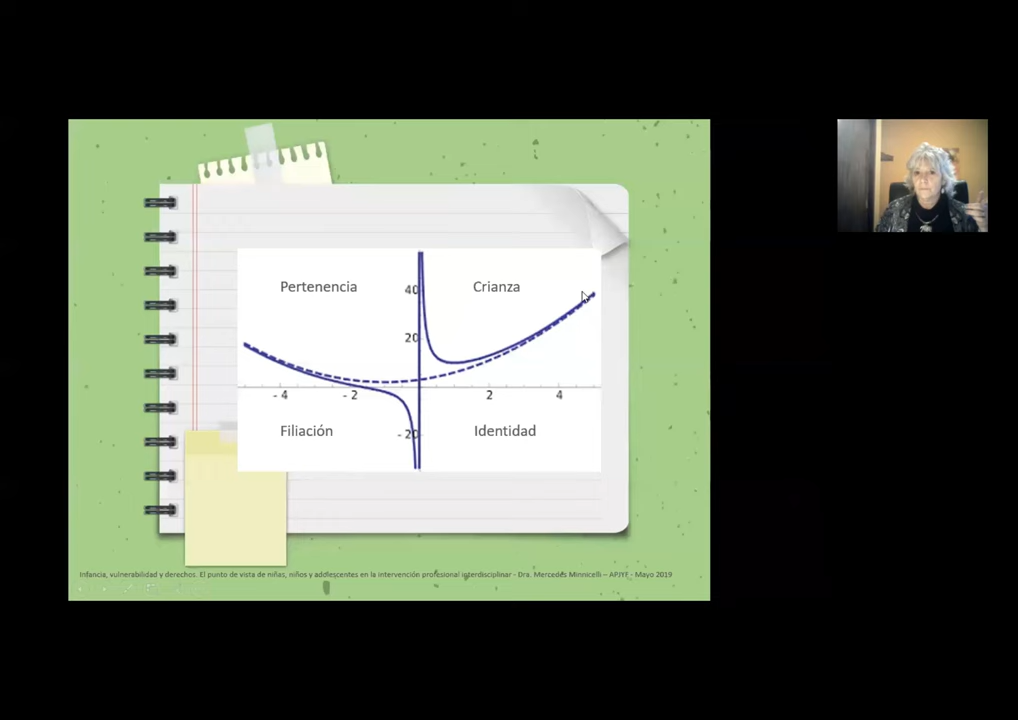 Pertenencia
40
Crianza
20
- 4
- 2
2
4
Filiación
- 20
Identidad
Infancia, vulnerabilidad y derechos. El punto de vista de niñas, niños y adolescentes en la intervención profesional interdisciplinar - Dra. Mercedes Minnicelli – APJYF - Mayo 2019